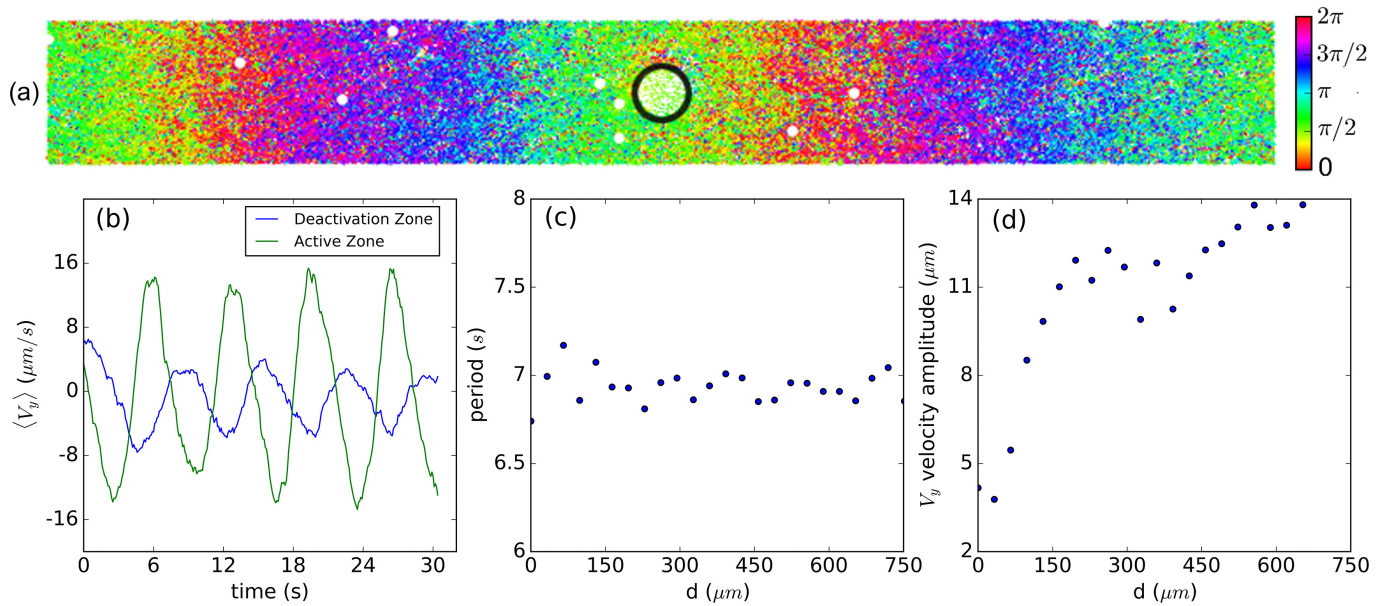 (a)
2π
3π/2
π
π/2
0
(b)
Deactivation Zone
Active Zone
16
8
0
-8
-16
⟨V_y⟩ (μm/s)
0 6 12 18 24 30
time (s)
(c)
8
7.5
7
6.5
6
period (s)
0 150 300 450 600 750
d (μm)
(d)
14
11
8
5
2
V_y velocity amplitude (μm)
0 150 300 450 600 750
d (μm)